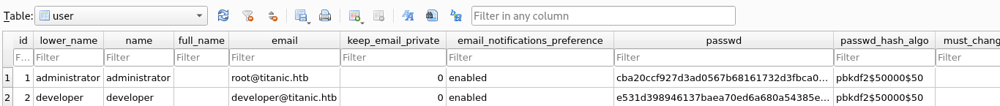 Table: user Filter in any column
id lower_name name full_name email keep_email_private email_notifications_preference passwd passwd_hash_algo must_chang
F... Filter Filter Filter Filter Filter Filter Filter Filter Filter
1 1 administrator administrator root@titanic.htb 0 enabled cba20ccf927d3ad0567b68161732d3fbca0... pbkdf2$50000$50
2 2 developer developer developer@titanic.htb 0 enabled e531d398946137baea70ed6a680a54385e... pbkdf2$50000$50